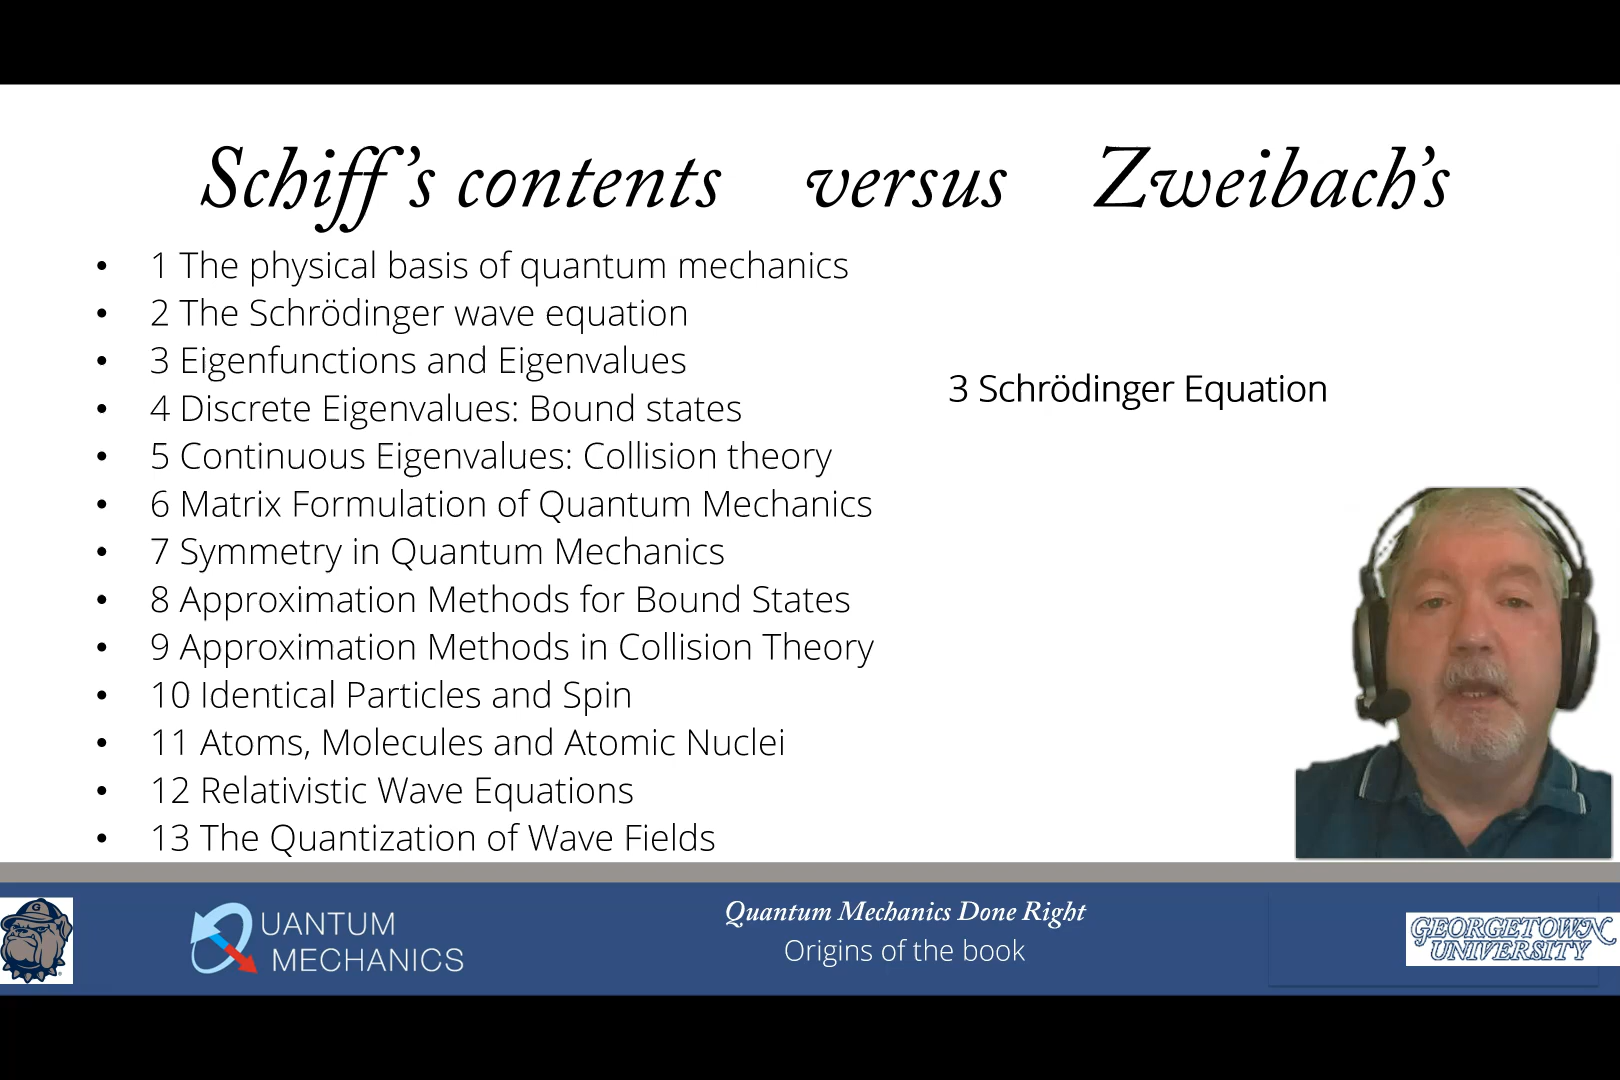 Schiff's contents versus Zweibach's
• 1 The physical basis of quantum mechanics
• 2 The Schrödinger wave equation
• 3 Eigenfunctions and Eigenvalues
• 4 Discrete Eigenvalues: Bound states
• 5 Continuous Eigenvalues: Collision theory
• 6 Matrix Formulation of Quantum Mechanics
• 7 Symmetry in Quantum Mechanics
• 8 Approximation Methods for Bound States
• 9 Approximation Methods in Collision Theory
• 10 Identical Particles and Spin
• 11 Atoms, Molecules and Atomic Nuclei
• 12 Relativistic Wave Equations
• 13 The Quantization of Wave Fields
3 Schrödinger Equation
G
QUANTUM
MECHANICS
Quantum Mechanics Done Right
Origins of the book
GEORGETOWN
UNIVERSITY